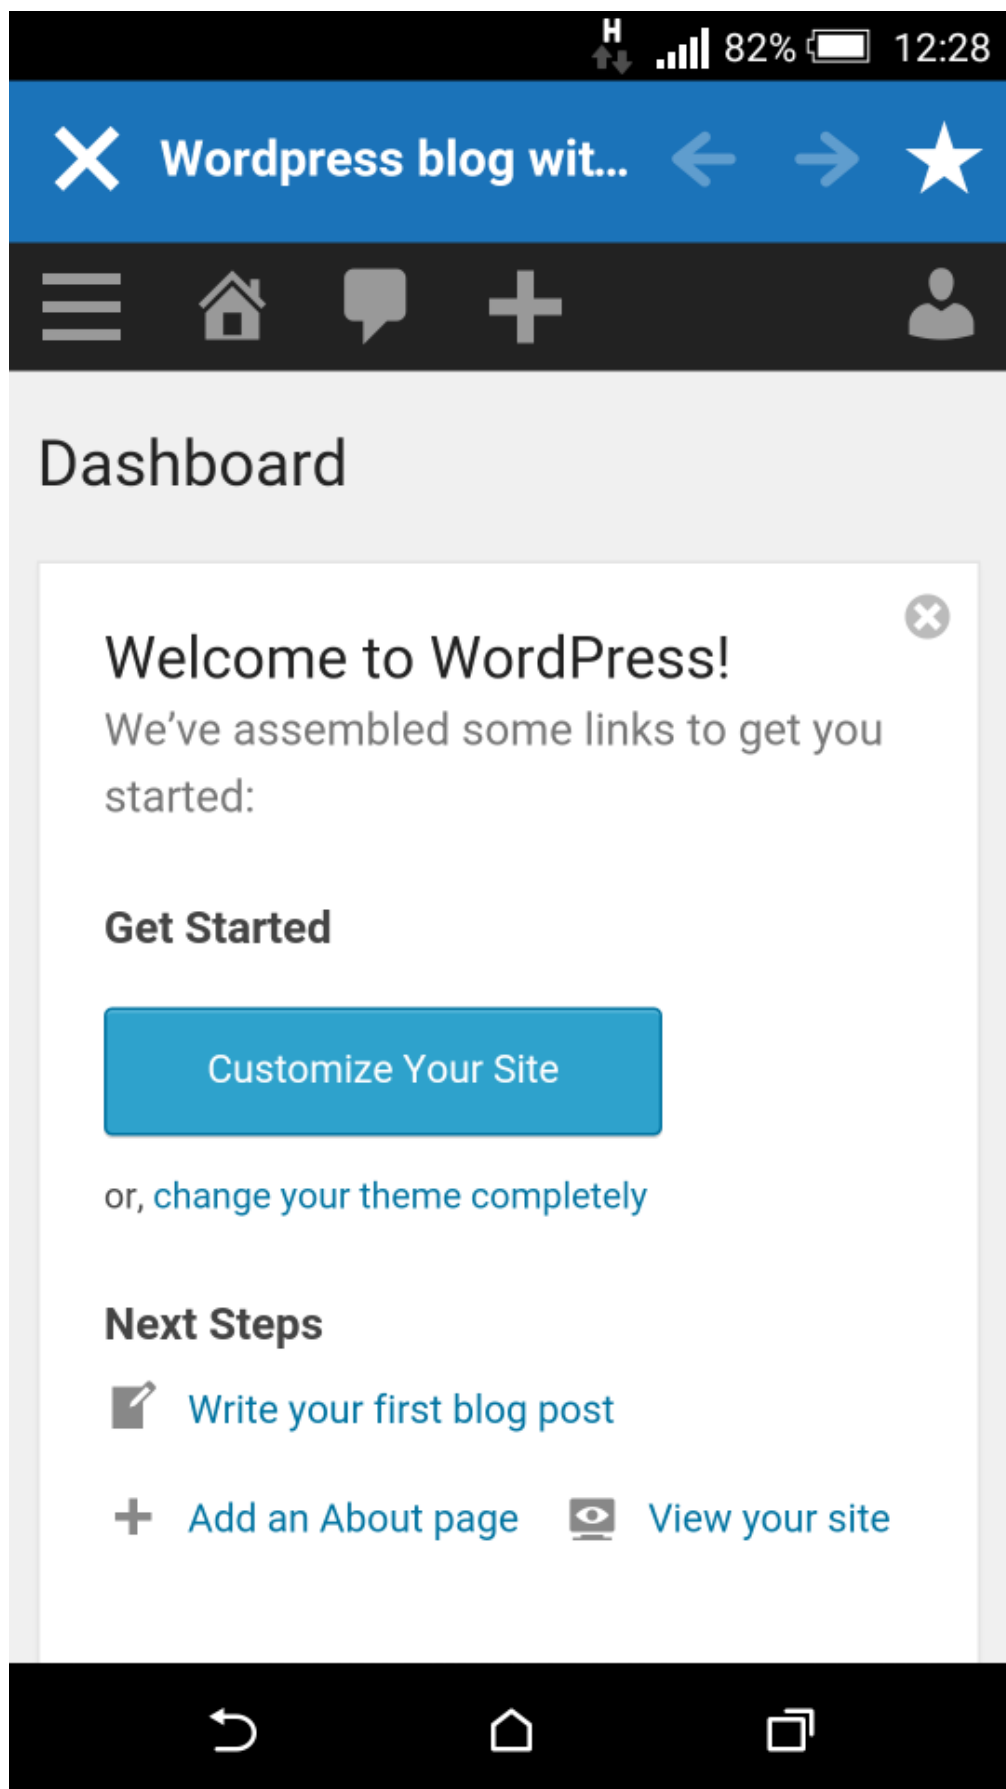 H 82% 12:28
Wordpress blog wit...
Dashboard
Welcome to WordPress!
We've assembled some links to get you
started:
Get Started
Customize Your Site
or, change your theme completely
Next Steps
Write your first blog post
Add an About page View your site